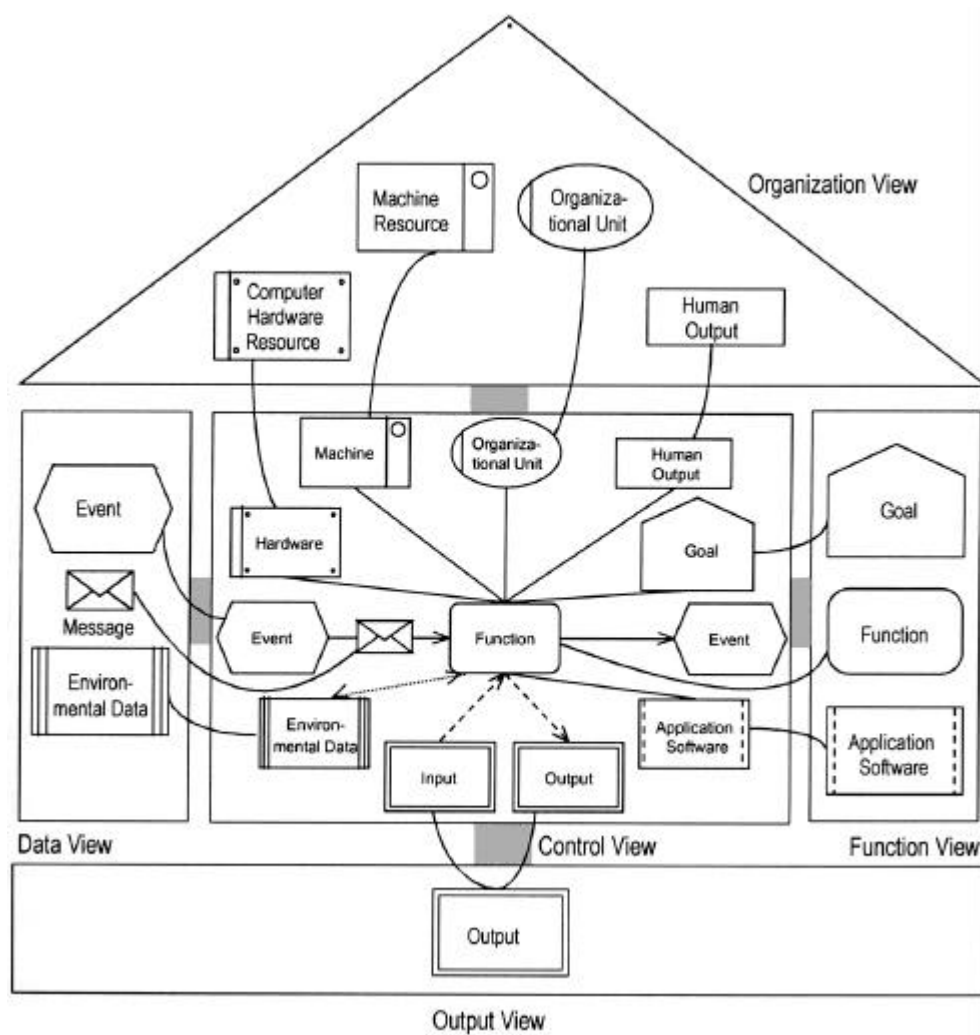 Organization View
Machine
Resource
Organiza-
tional Unit
Computer
Hardware
Resource
Human
Output
Machine
Organiza-
tional Unit
Human
Output
Event
Hardware
Goal
Goal
Message
Event
Function
Event
Function
Environ-
mental Data
Environ-
mental Data
Application
Software
Application
Software
Input
Output
Data View
Control View
Function View
Output
Output View